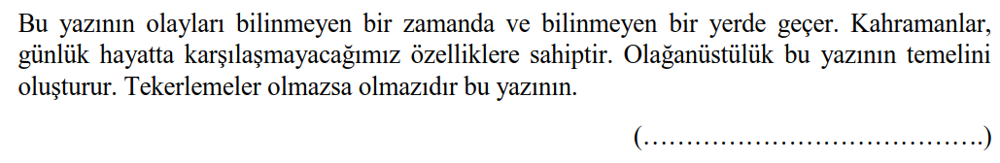 Bu yazının olayları bilinmeyen bir zamanda ve bilinmeyen bir yerde geçer. Kahramanlar,
günlük hayatta karşılaşmayacağımız özelliklere sahiptir. Olağanüstülük bu yazının temelini
oluşturur. Tekerlemeler olmazsa olmazıdır bu yazının.
(…………………………………….)